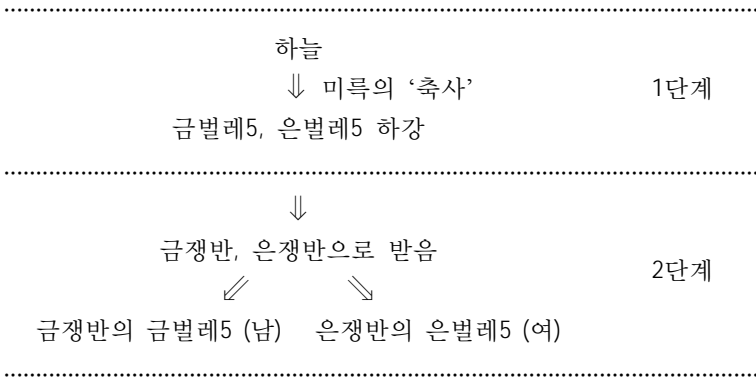 하늘
⇓ 미륵의 ‘축사’ 1단계
금벌레5, 은벌레5 하강
⇓
금쟁반, 은쟁반으로 받음
2단계
⇙ ⇘
금쟁반의 금벌레5 (남) 은쟁반의 은벌레5 (여)